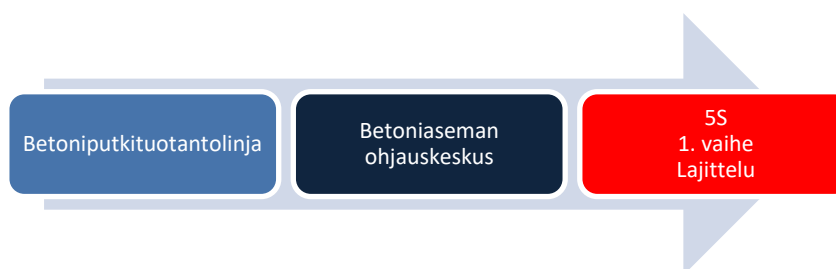 Betoniputkituotantolinja
Betoniaseman
ohjauskeskus
5S
1. vaihe
Lajittelu